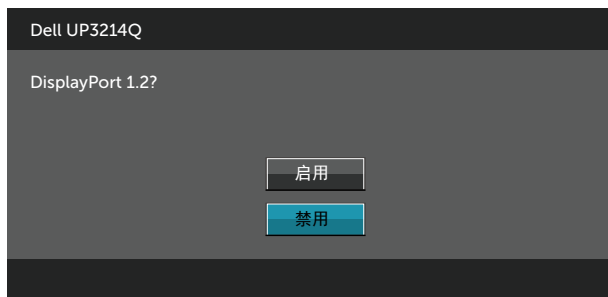 Dell UP3214Q
DisplayPort 1.2?
启用
禁用